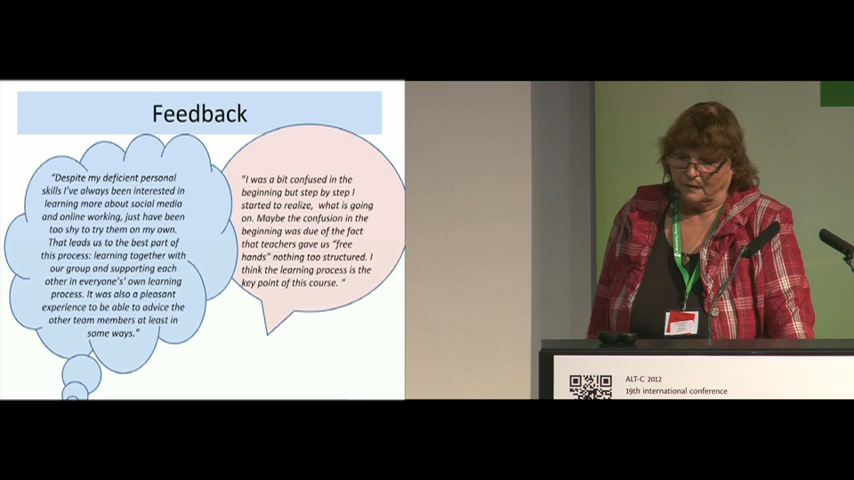 Feedback
"Despite my deficient personal
skills I've always been interested in
learning more about social media
and online working, just have been
too shy to try them on my own.
That leads us to the best part of
this process: learning together with
our group and supporting each
other in everyone's' own learning
process. It was also a pleasant
experience to be able to advice the
other team members at least in
some ways."
"I was a bit confused in the
beginning but step by step I
started to realize,  what is going
on. Maybe the confusion in the
beginning was due of the fact
that teachers gave us "free
hands" nothing too structured. I
think the learning process is the
key point of this course. "
ALT-C 2012
19th international conference